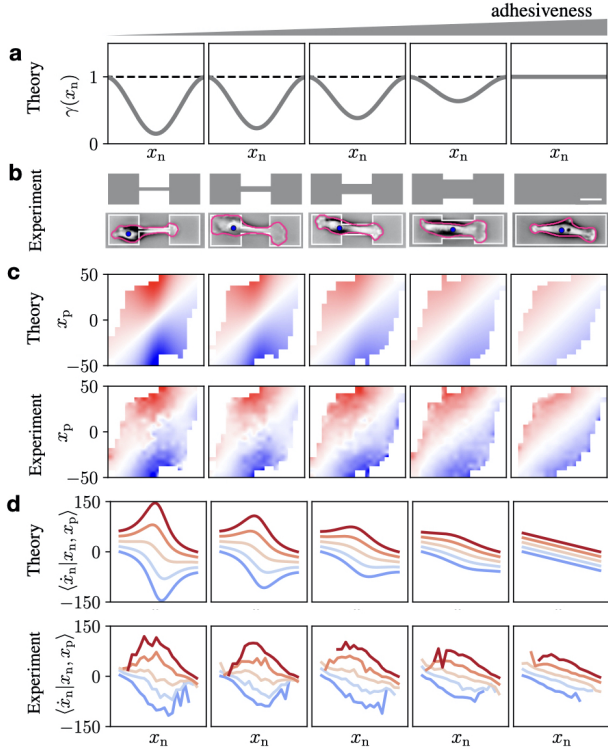 adhesiveness
a
Theory
γ(xₙ)
1
0
xₙ xₙ xₙ xₙ xₙ
b
Experiment
c
Theory
xₚ
50
0
−50
Experiment
xₚ
50
0
−50
d
Theory
⟨ẋₙ|xₙ, xₚ⟩
150
0
−150
Experiment
⟨ẋₙ|xₙ, xₚ⟩
150
0
−150
xₙ xₙ xₙ xₙ xₙ